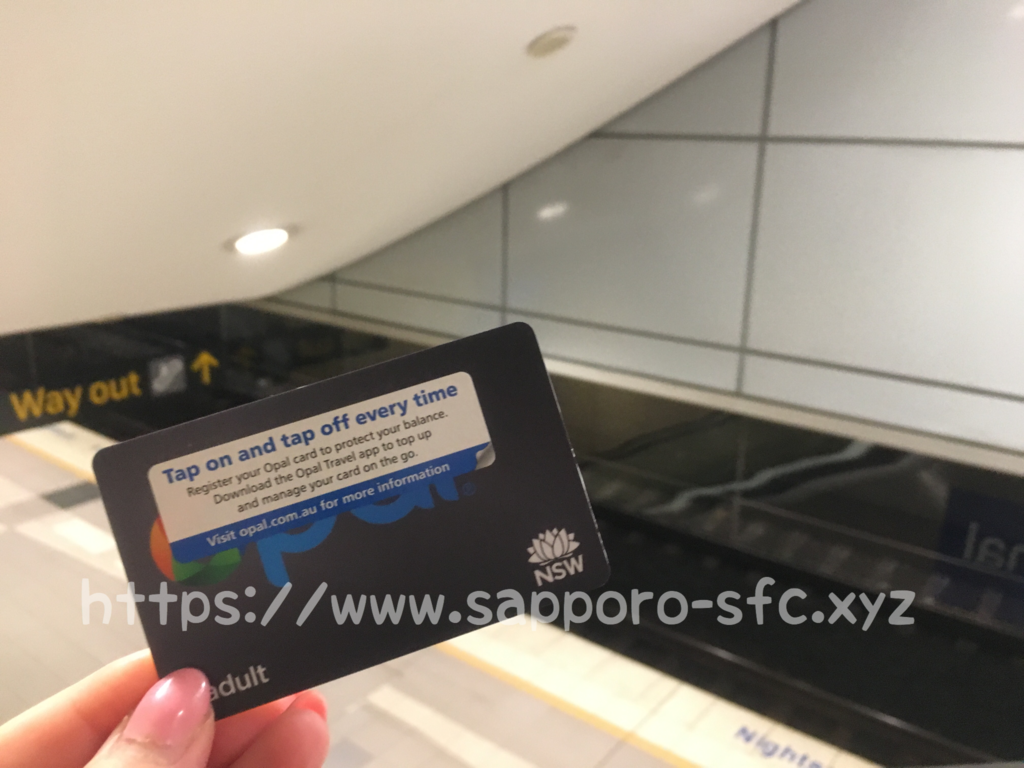 Way out
Tap on and tap off every time
Register your Opal card to protect your balance.
Download the Opal Travel app to top up
and manage your card on the go.
Visit opal.com.au for more information
NSW
https://www.sapporo-sfc.xyz
adult